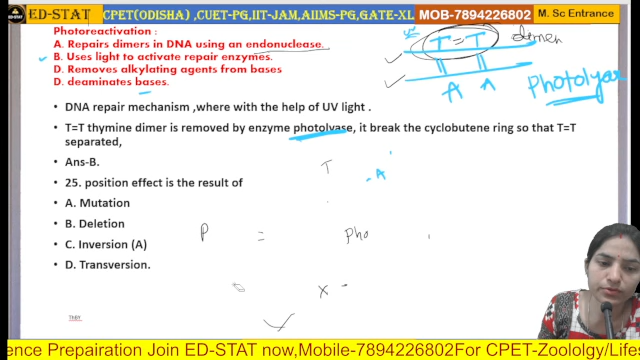 ED-STAT CPET(ODISHA) ,CUET-PG,IIT-JAM,AIIMS-PG,GATE-XL MOB-7894226802 M. Sc Entrance
Photoreactivation :
A. Repairs dimers in DNA using an endonuclease.
B. Uses light to activate repair enzymes.
D. Removes alkylating agents from bases
D. deaminates bases.
T = T dimer
A A
Photolyase
DNA repair mechanism, where with the help of UV light .
T=T thymine dimer is removed by enzyme photolyase, it break the cyclobutene ring so that T=T
separated,
Ans-B.
25. position effect is the result of
A. Mutation
B. Deletion
C. Inversion (A)
D. Transversion.
T
A
P = Pho
X
ence Prepairation Join ED-STAT now,Mobile-7894226802For CPET-Zoololgy/Lifes